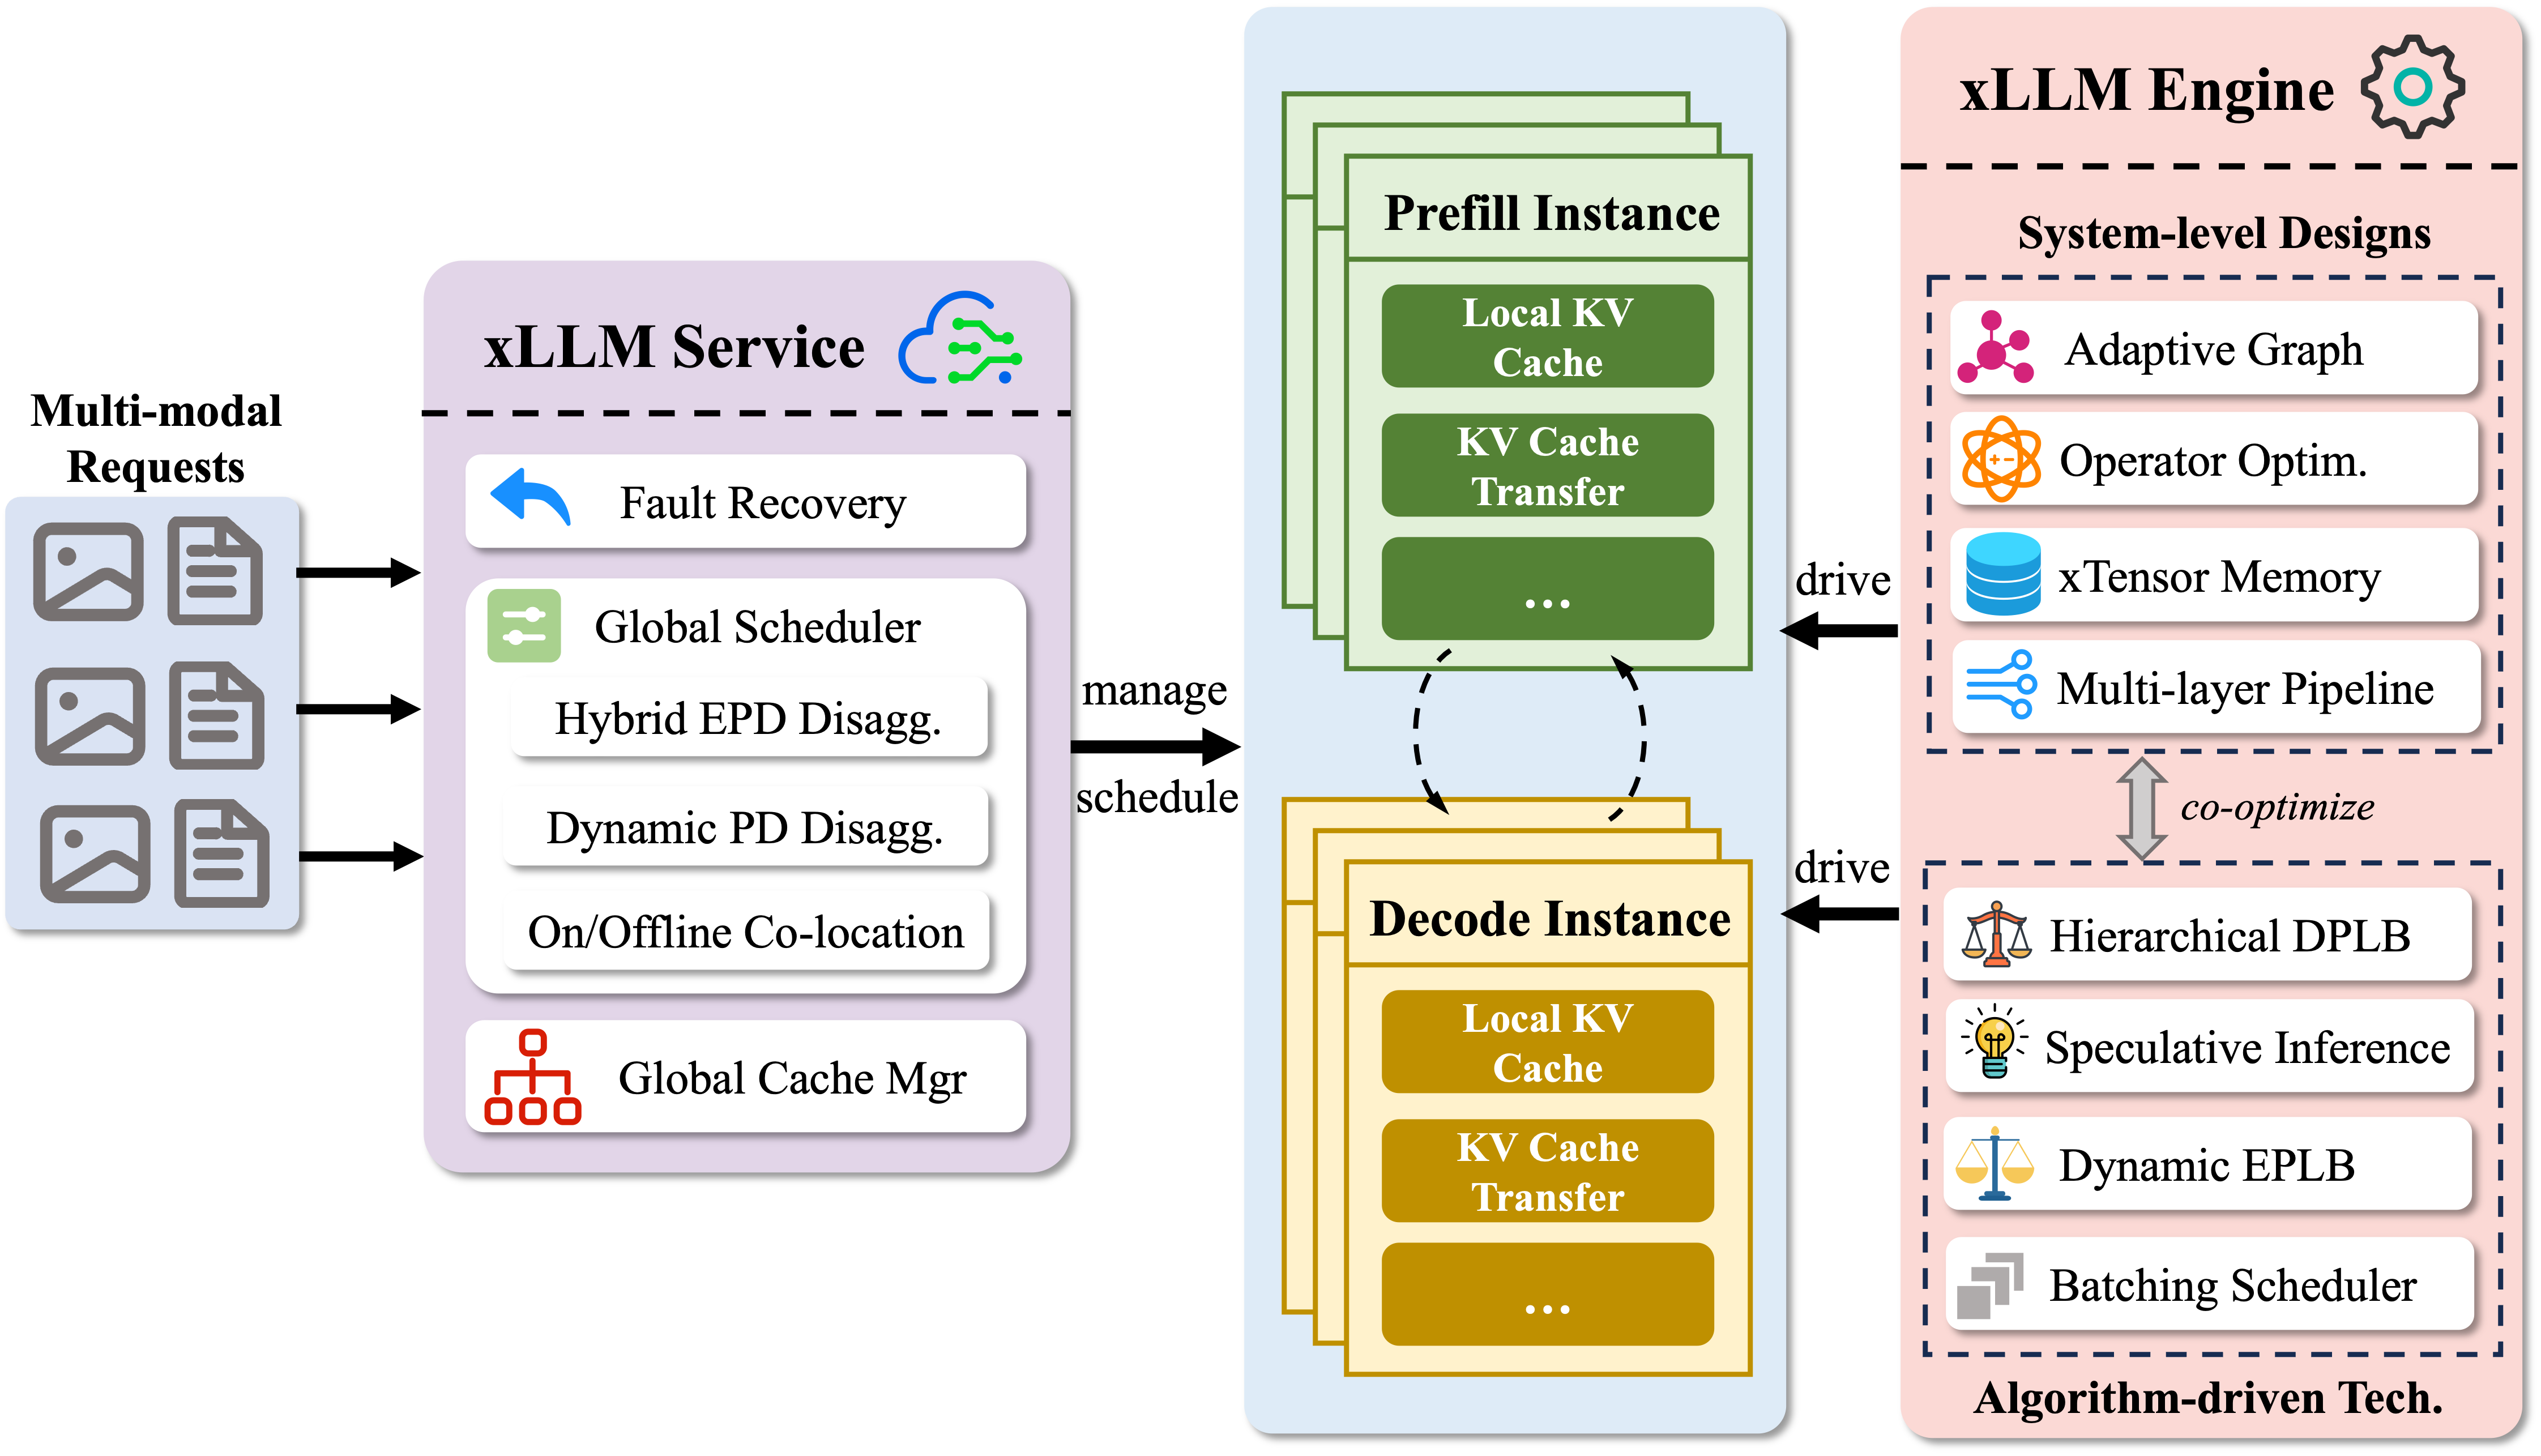 Multi-modal
Requests
xLLM Service
Fault Recovery
Global Scheduler
Hybrid EPD Disagg.
Dynamic PD Disagg.
On/Offline Co-location
Global Cache Mgr
manage
schedule
Prefill Instance
Local KV
Cache
KV Cache
Transfer
...
Decode Instance
Local KV
Cache
KV Cache
Transfer
...
drive
drive
xLLM Engine
System-level Designs
Adaptive Graph
Operator Optim.
xTensor Memory
Multi-layer Pipeline
co-optimize
Hierarchical DPLB
Speculative Inference
Dynamic EPLB
Batching Scheduler
Algorithm-driven Tech.